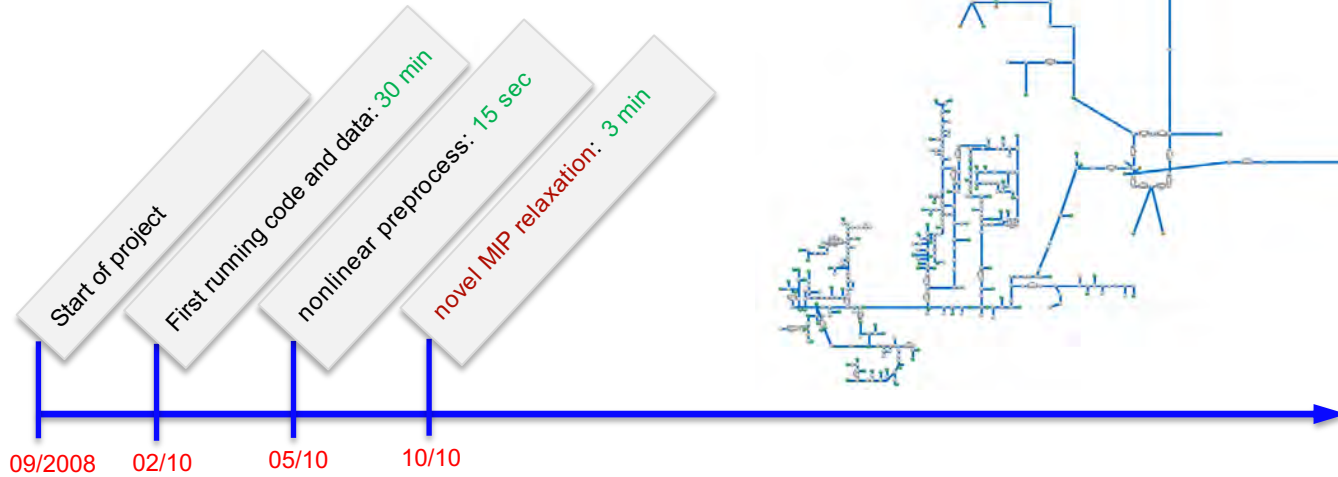 Start of project
First running code and data: 30 min
nonlinear preprocess: 15 sec
novel MIP relaxation: 3 min
09/2008
02/10
05/10
10/10